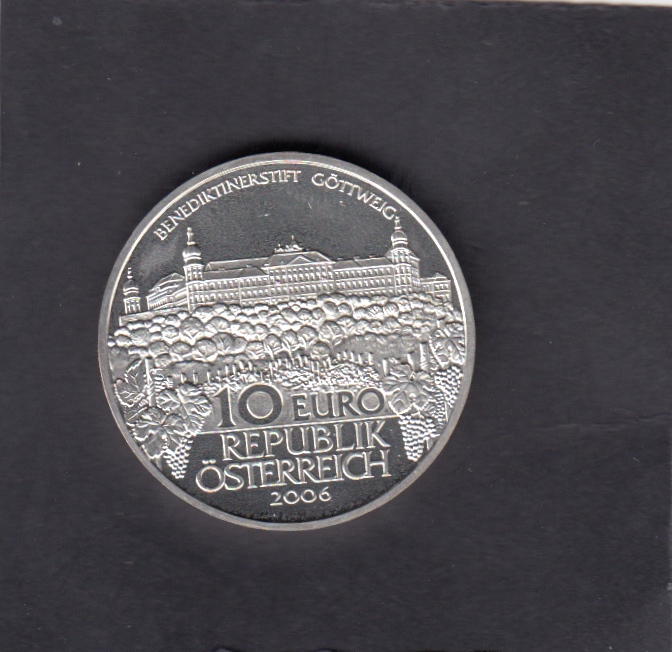 BENEDIKTINERSTIFT GÖTTWEIG
10 EURO
REPUBLIK
ÖSTERREICH
2006